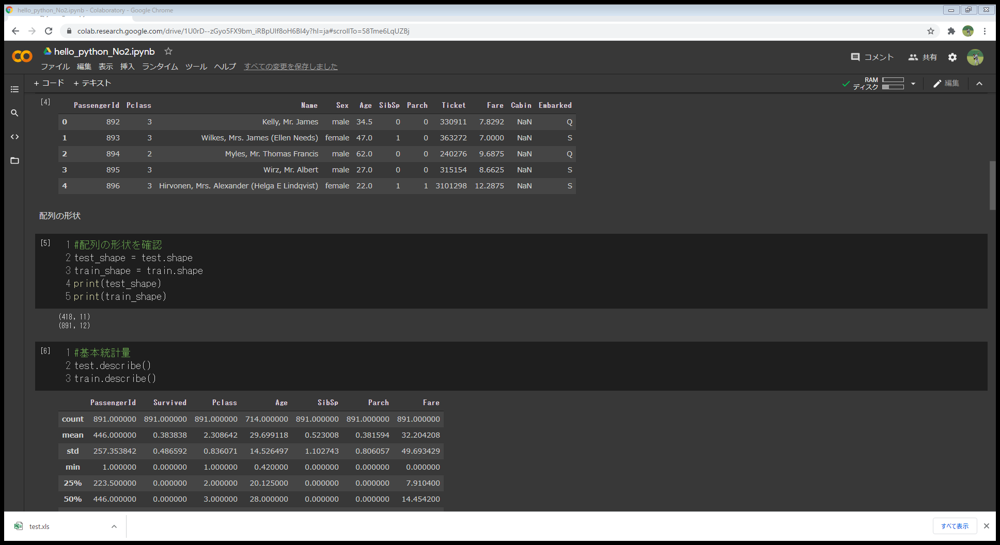 hello_python_No2.ipynb - Colaboratory - Google Chrome
colab.research.google.com/drive/1U0rD--zGyo5FX9bm_iRBpUIf8oH6Bl4y?hl=ja#scrollTo=58Tme6LqUZBj
hello_python_No2.ipynb
コメント 共有
ファイル 編集 表示 挿入 ランタイム ツール ヘルプ すべての変更を保存しました
+ コード + テキスト
RAM
ディスク
編集
[4]
PassengerId Pclass Name Sex Age SibSp Parch Ticket Fare Cabin Embarked
0 892 3 Kelly, Mr. James male 34.5 0 0 330911 7.8292 NaN Q
1 893 3 Wilkes, Mrs. James (Ellen Needs) female 47.0 1 0 363272 7.0000 NaN S
2 894 2 Myles, Mr. Thomas Francis male 62.0 0 0 240276 9.6875 NaN Q
3 895 3 Wirz, Mr. Albert male 27.0 0 0 315154 8.6625 NaN S
4 896 3 Hirvonen, Mrs. Alexander (Helga E Lindqvist) female 22.0 1 1 3101298 12.2875 NaN S
配列の形状
[5] 1 #配列の形状を確認
2 test_shape = test.shape
3 train_shape = train.shape
4 print(test_shape)
5 print(train_shape)
(418, 11)
(891, 12)
[6] 1 #基本統計量
2 test.describe()
3 train.describe()
PassengerId Survived Pclass Age SibSp Parch Fare
count 891.000000 891.000000 891.000000 714.000000 891.000000 891.000000 891.000000
mean 446.000000 0.383838 2.308642 29.699118 0.523008 0.381594 32.204208
std 257.353842 0.486592 0.836071 14.526497 1.102743 0.806057 49.693429
min 1.000000 0.000000 1.000000 0.420000 0.000000 0.000000 0.000000
25% 223.500000 0.000000 2.000000 20.125000 0.000000 0.000000 7.910400
50% 446.000000 0.000000 3.000000 28.000000 0.000000 0.000000 14.454200
test.xls
すべて表示